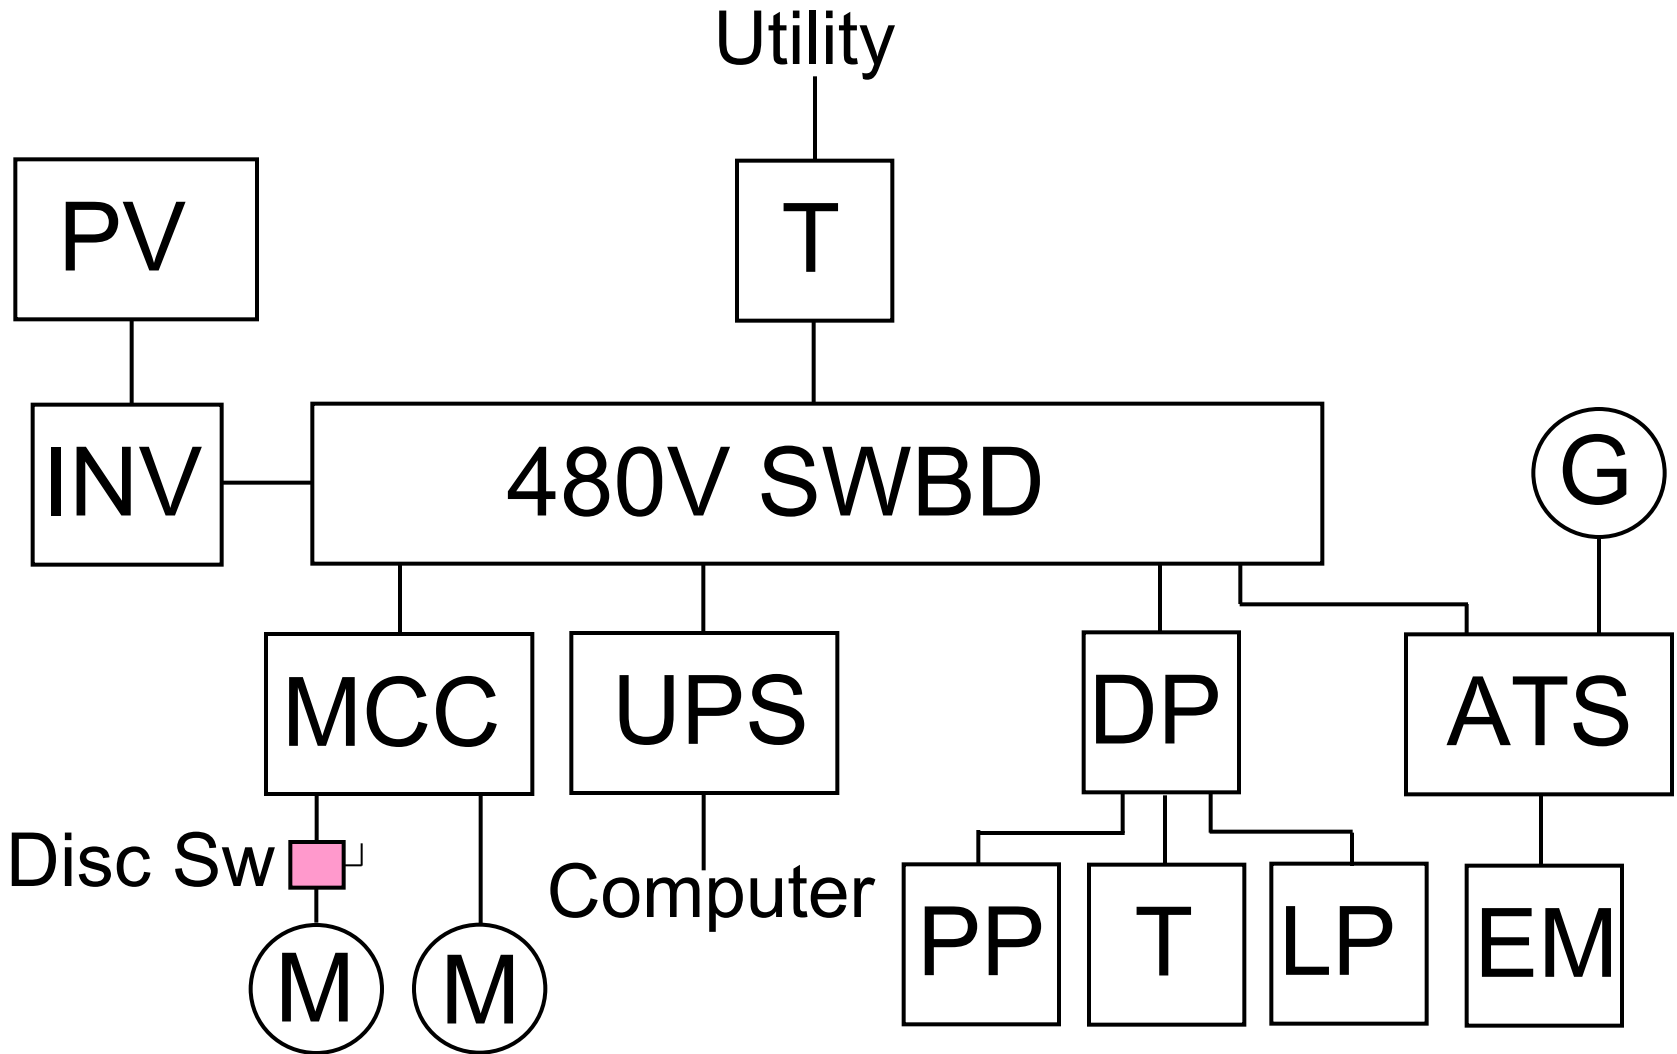 Utility
PV
T
INV
480V SWBD
G
MCC
UPS
DP
ATS
Disc Sw
Computer
M
M
PP
T
LP
EM